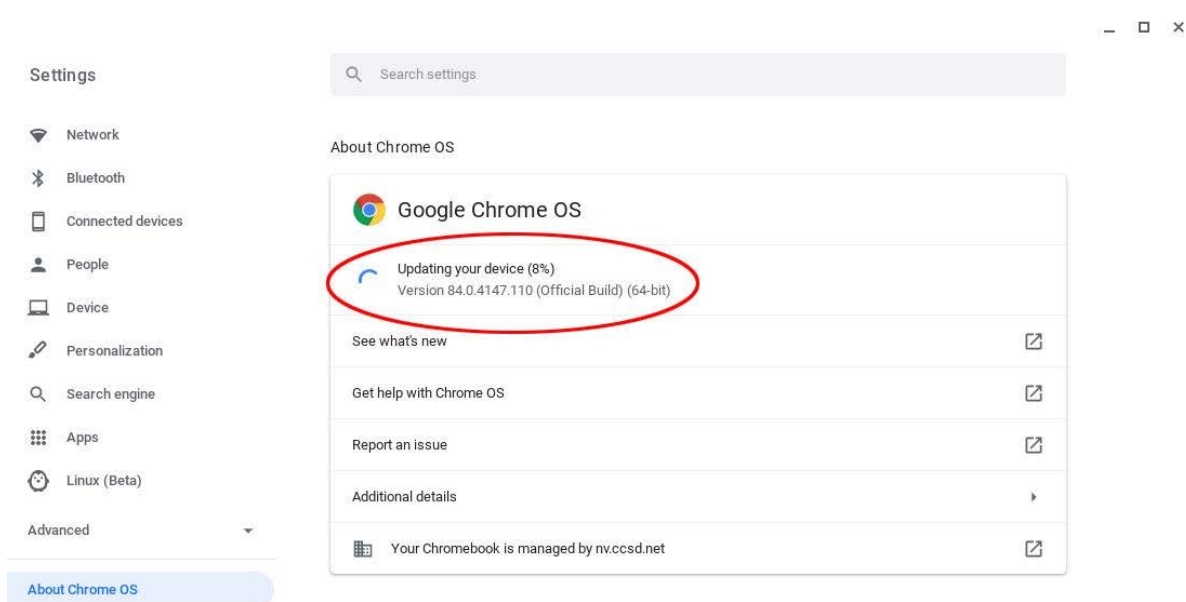 Settings
Search settings
Network
Bluetooth
Connected devices
People
Device
Personalization
Search engine
Apps
Linux (Beta)
Advanced
About Chrome OS
About Chrome OS
Google Chrome OS
Updating your device (8%)
Version 84.0.4147.110 (Official Build) (64-bit)
See what's new
Get help with Chrome OS
Report an issue
Additional details
Your Chromebook is managed by nv.ccsd.net